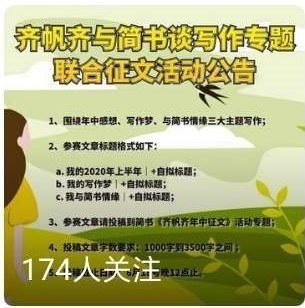 齐帆齐与简书谈写作专题
联合征文活动公告
1、围绕年中感想、写作梦、与简书情缘三大主题写作；
2、参赛文章标题格式如下：
a.我的2020年上半年|+自拟标题；
b.我的写作梦|+自拟标题；
c.我与简书情缘|+自拟标题；
3、参赛文章请投稿到简书《齐帆齐年中征文》活动专题；
4、投稿文章字数要求：1000字到3500字之间；
174人关注
晚12点止。